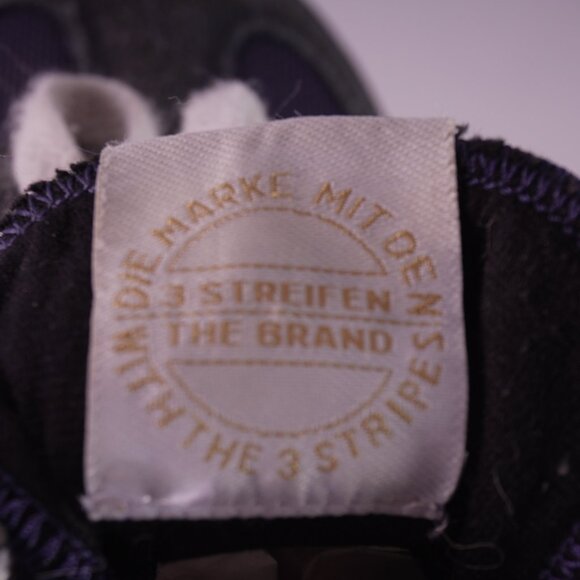 DIE MARKE MIT DEN
3 STREIFEN
THE BRAND
WITH THE 3 STRIPES